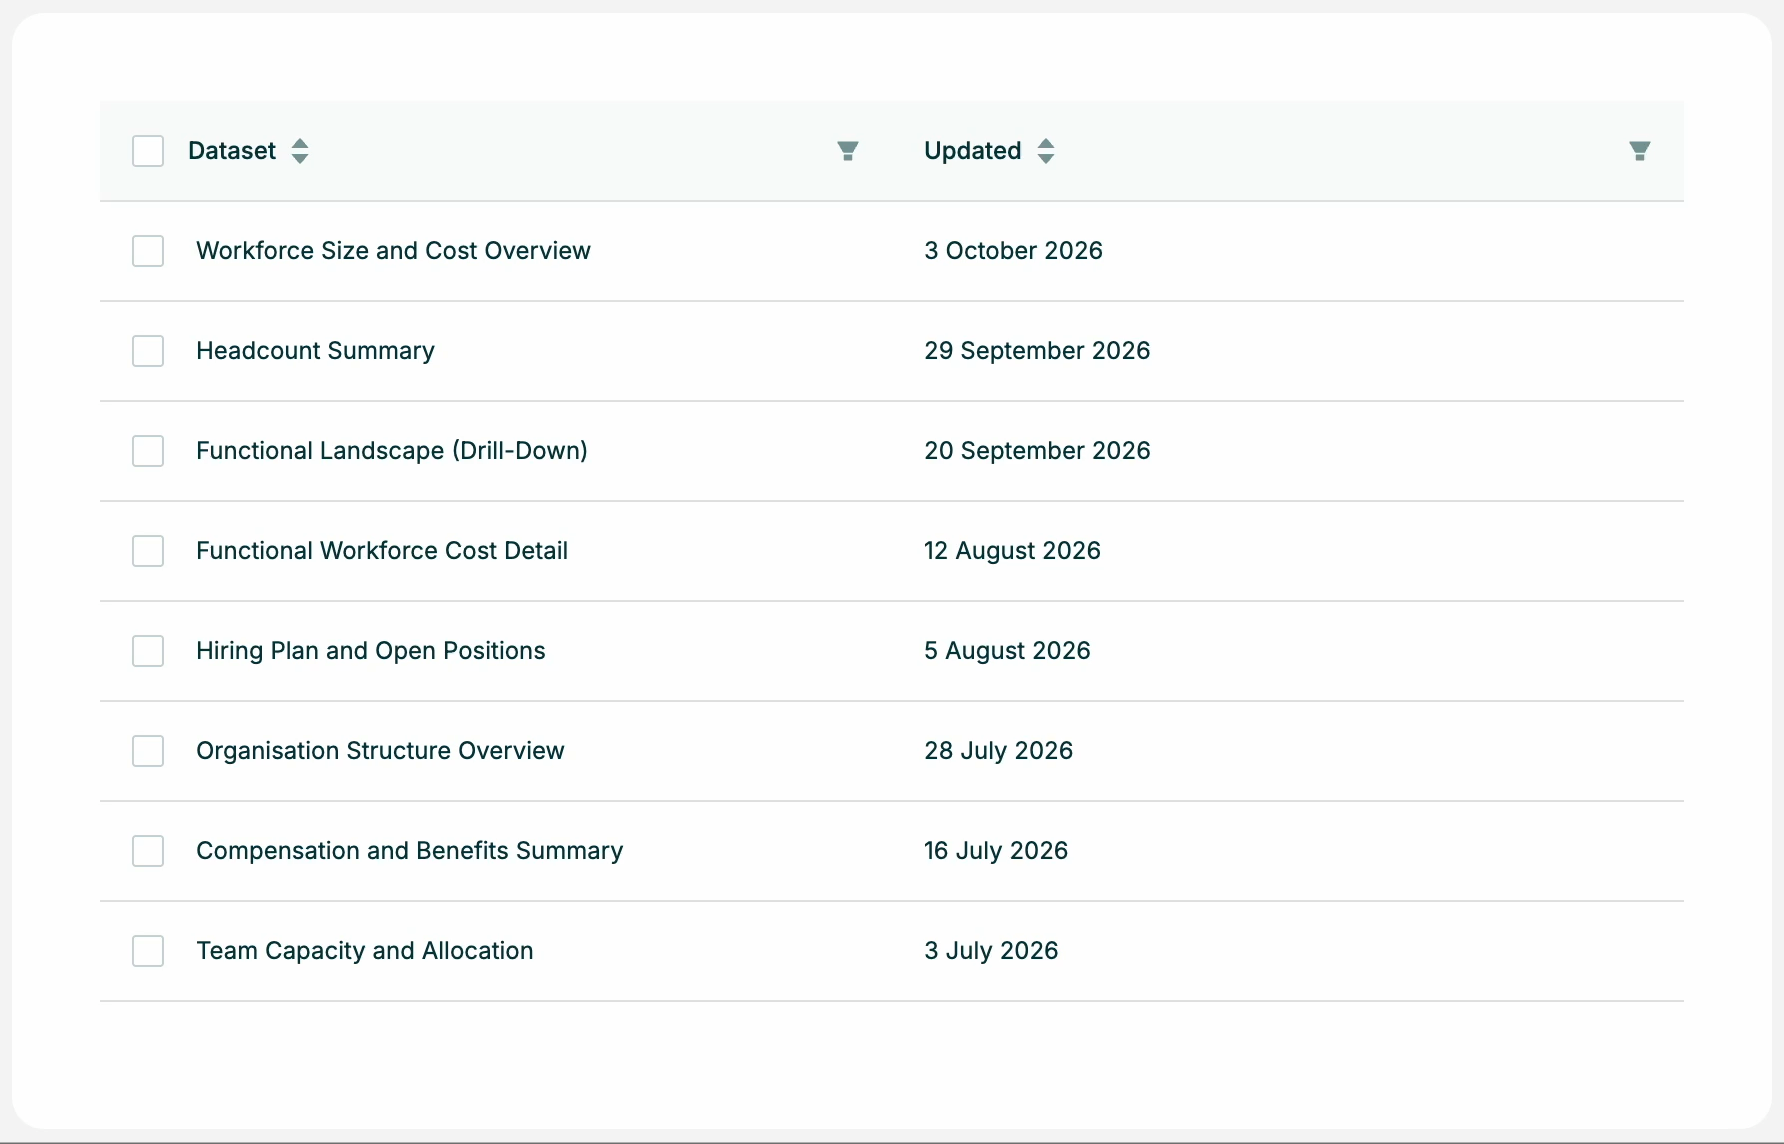 Dataset Updated
Workforce Size and Cost Overview 3 October 2026
Headcount Summary 29 September 2026
Functional Landscape (Drill-Down) 20 September 2026
Functional Workforce Cost Detail 12 August 2026
Hiring Plan and Open Positions 5 August 2026
Organisation Structure Overview 28 July 2026
Compensation and Benefits Summary 16 July 2026
Team Capacity and Allocation 3 July 2026